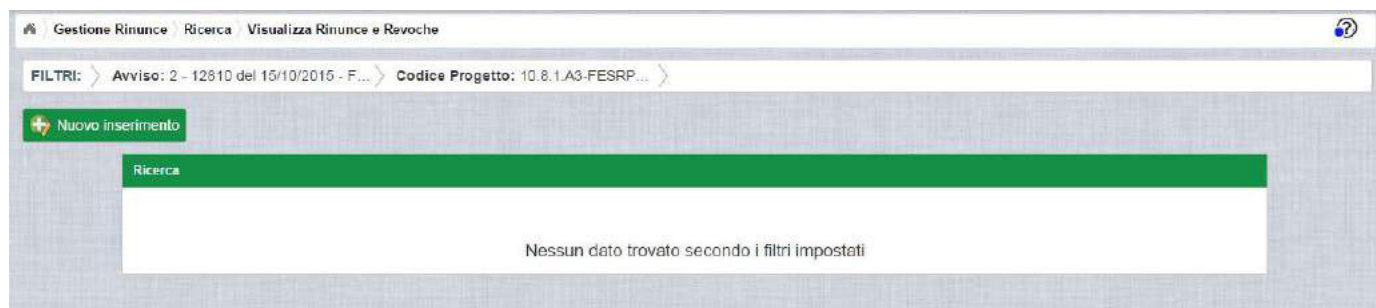 Gestione Rinunce Ricerca Visualizza Rinunce e Revoche
FILTRI: Avviso: 2 - 12810 del 15/10/2015 - F... Codice Progetto: 10.8.1.A3-FESRP...
Nuovo inserimento
Ricerca
Nessun dato trovato secondo i filtri impostati